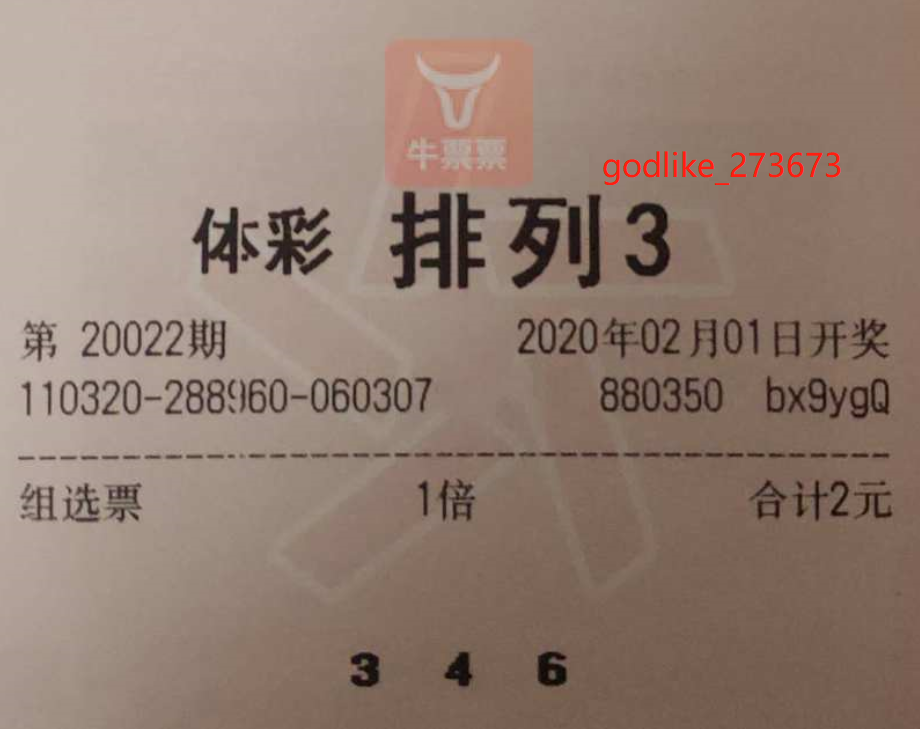 牛票票
godlike_273673
体彩 排列3
第 20022期 2020年02月01日开奖
110320-288960-060307 880350 bx9ygQ
组选票 1倍 合计2元
3 4 6